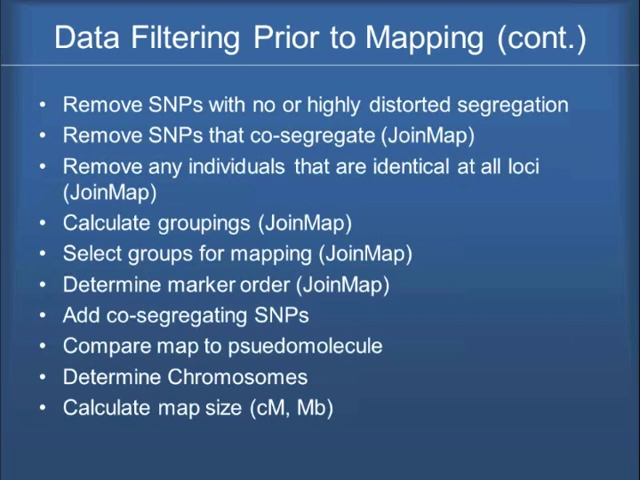 Data Filtering Prior to Mapping (cont.)
• Remove SNPs with no or highly distorted segregation
• Remove SNPs that co-segregate (JoinMap)
• Remove any individuals that are identical at all loci
(JoinMap)
• Calculate groupings (JoinMap)
• Select groups for mapping (JoinMap)
• Determine marker order (JoinMap)
• Add co-segregating SNPs
• Compare map to psuedomolecule
• Determine Chromosomes
• Calculate map size (cM, Mb)